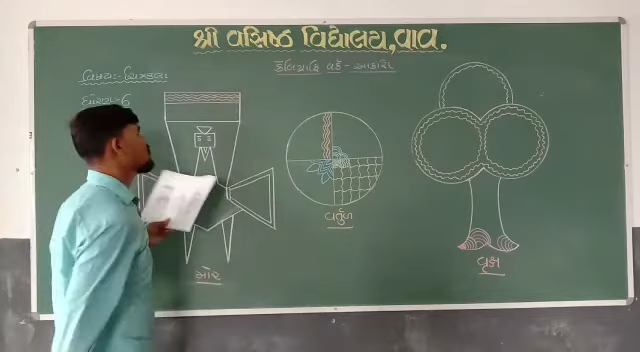 શ્રી વસિષ્ઠ વિદ્યાલય, વાવ.
વિષય:- ચિત્રકલા
ધોરણ-6
મોર
વર્તુળ
વૃક્ષ